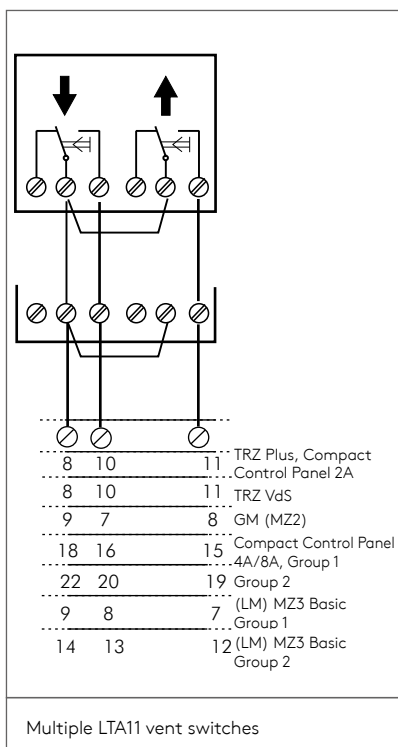 8 10 11 TRZ Plus, Compact
Control Panel 2A
8 10 11 TRZ VdS
9 7 8 GM (MZ2)
18 16 15 Compact Control Panel
4A/8A, Group 1
22 20 19 Group 2
9 8 7 (LM) MZ3 Basic
Group 1
14 13 12 (LM) MZ3 Basic
Group 2
Multiple LTA11 vent switches